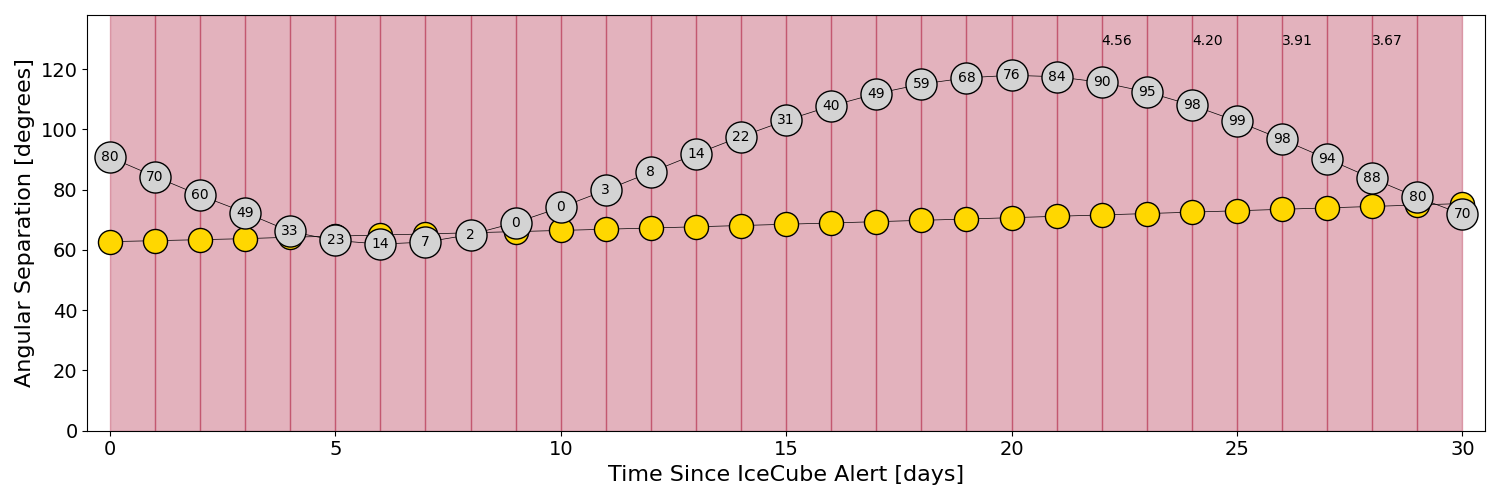 4.56 4.20 3.91 3.67
80 70 60 49 33 23 14 7 2 0 0 3 8 14 22 31 40 49 59 68 76 84 90 95 98 99 98 94 88 80 70
Angular Separation [degrees]
120
100
80
60
40
20
0
0 5 10 15 20 25 30
Time Since IceCube Alert [days]